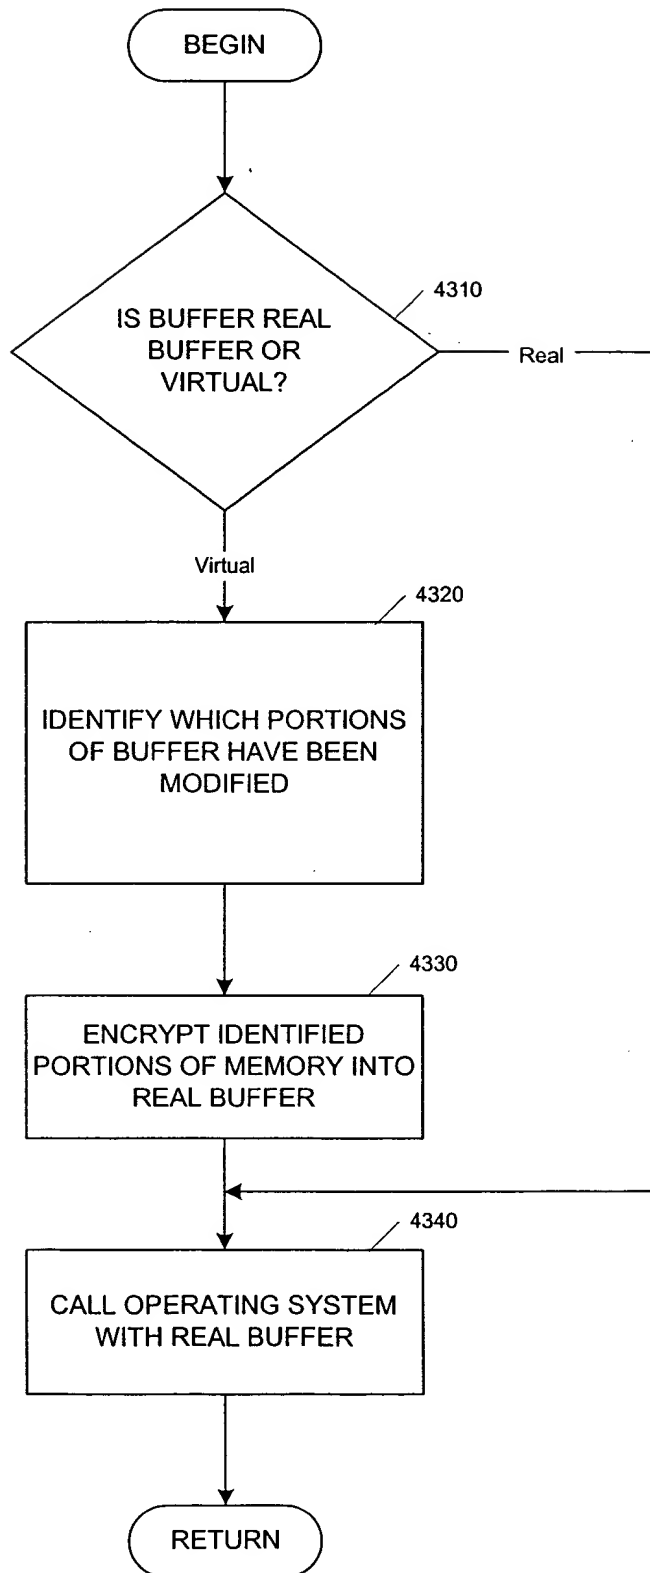 BEGIN
IS BUFFER REAL
BUFFER OR
VIRTUAL?
4310
Real
Virtual
4320
IDENTIFY WHICH PORTIONS
OF BUFFER HAVE BEEN
MODIFIED
4330
ENCRYPT IDENTIFIED
PORTIONS OF MEMORY INTO
REAL BUFFER
4340
CALL OPERATING SYSTEM
WITH REAL BUFFER
RETURN